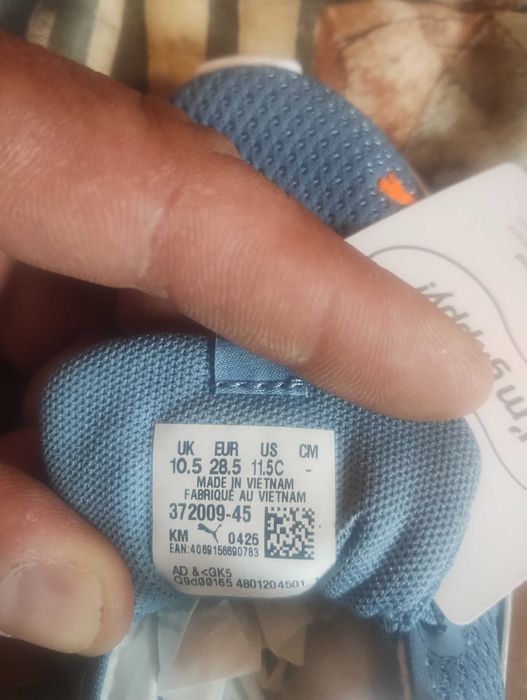 UK EUR US CM
10.5 28.5 11.5C -
MADE IN VIETNAM
FABRIQUÉ AU VIETNAM
372009-45
KM 0425
EAN:4069156690783
AD &<GK5
Q9d00165 4801204501